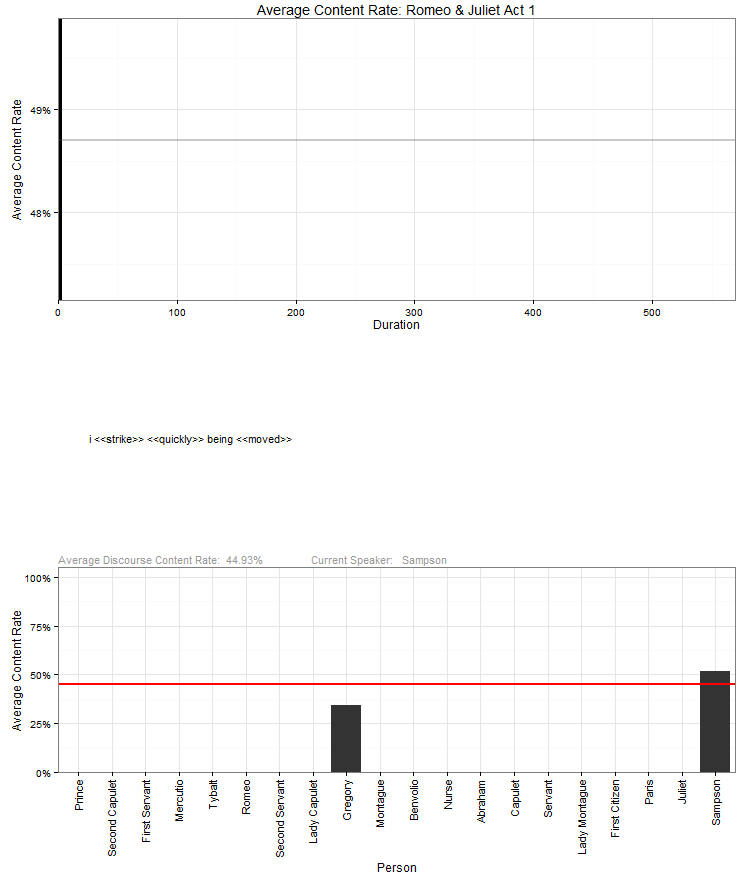 Average Content Rate: Romeo & Juliet Act 1
Average Content Rate
49%
48%
0 100 200 300 400 500
Duration
i <<strike>> <<quickly>> being <<moved>>
Average Discourse Content Rate: 44.93% Current Speaker: Sampson
Average Content Rate
100%
75%
50%
25%
0%
Prince
Second Capulet
First Servant
Mercutio
Tybalt
Romeo
Second Servant
Lady Capulet
Gregory
Montague
Benvolio
Nurse
Abraham
Capulet
Servant
Lady Montague
First Citizen
Paris
Juliet
Sampson
Person